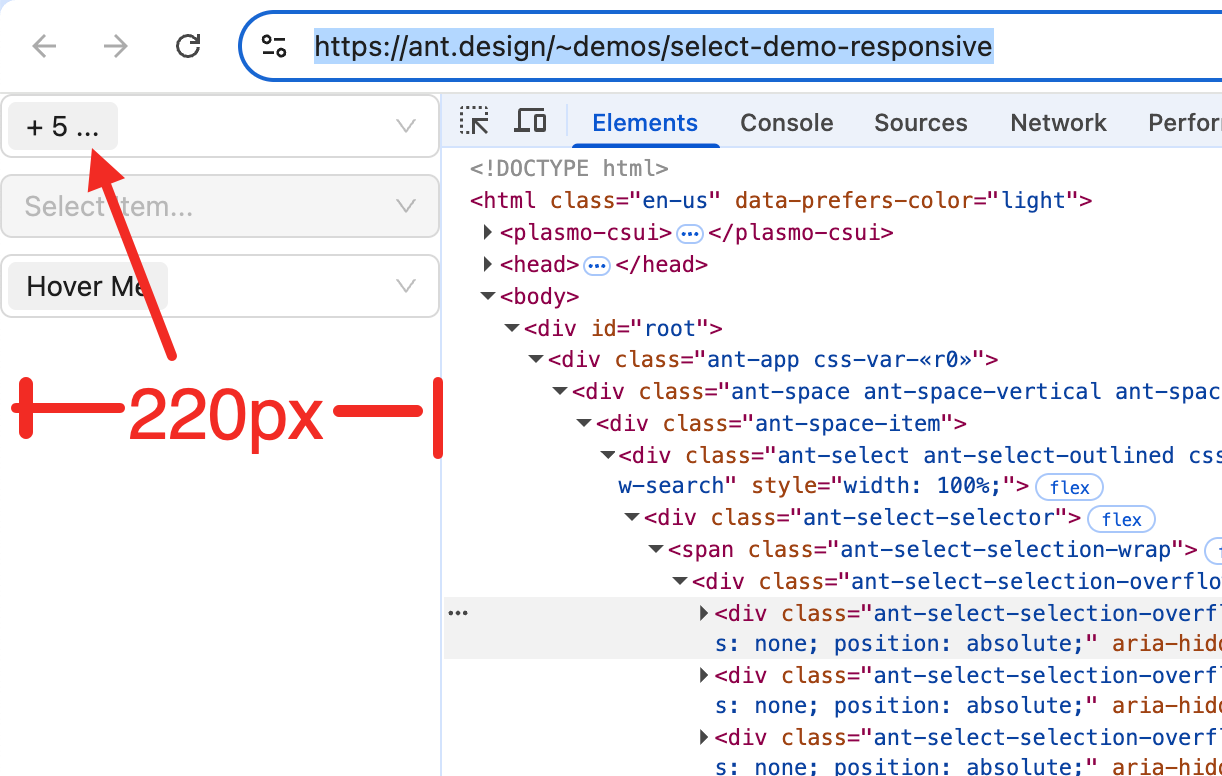 https://ant.design/~demos/select-demo-responsive
+ 5 ...
Select Item...
Hover Me
220px
Elements Console Sources Network Perfor
<!DOCTYPE html>
<html class="en-us" data-prefers-color="light">
<plasmo-csui> ··· </plasmo-csui>
<head> ··· </head>
<body>
<div id="root">
<div class="ant-app css-var-«r0»">
<div class="ant-space ant-space-vertical ant-spac
<div class="ant-space-item">
<div class="ant-select ant-select-outlined css
w-search" style="width: 100%;"> flex
<div class="ant-select-selector"> flex
<span class="ant-select-selection-wrap"> f
<div class="ant-select-selection-overflo
··· <div class="ant-select-selection-overfl
s: none; position: absolute;" aria-hidd
<div class="ant-select-selection-overfl
s: none; position: absolute;" aria-hidd
<div class="ant-select-selection-overfl
s: none; position: absolute;" aria-hidd